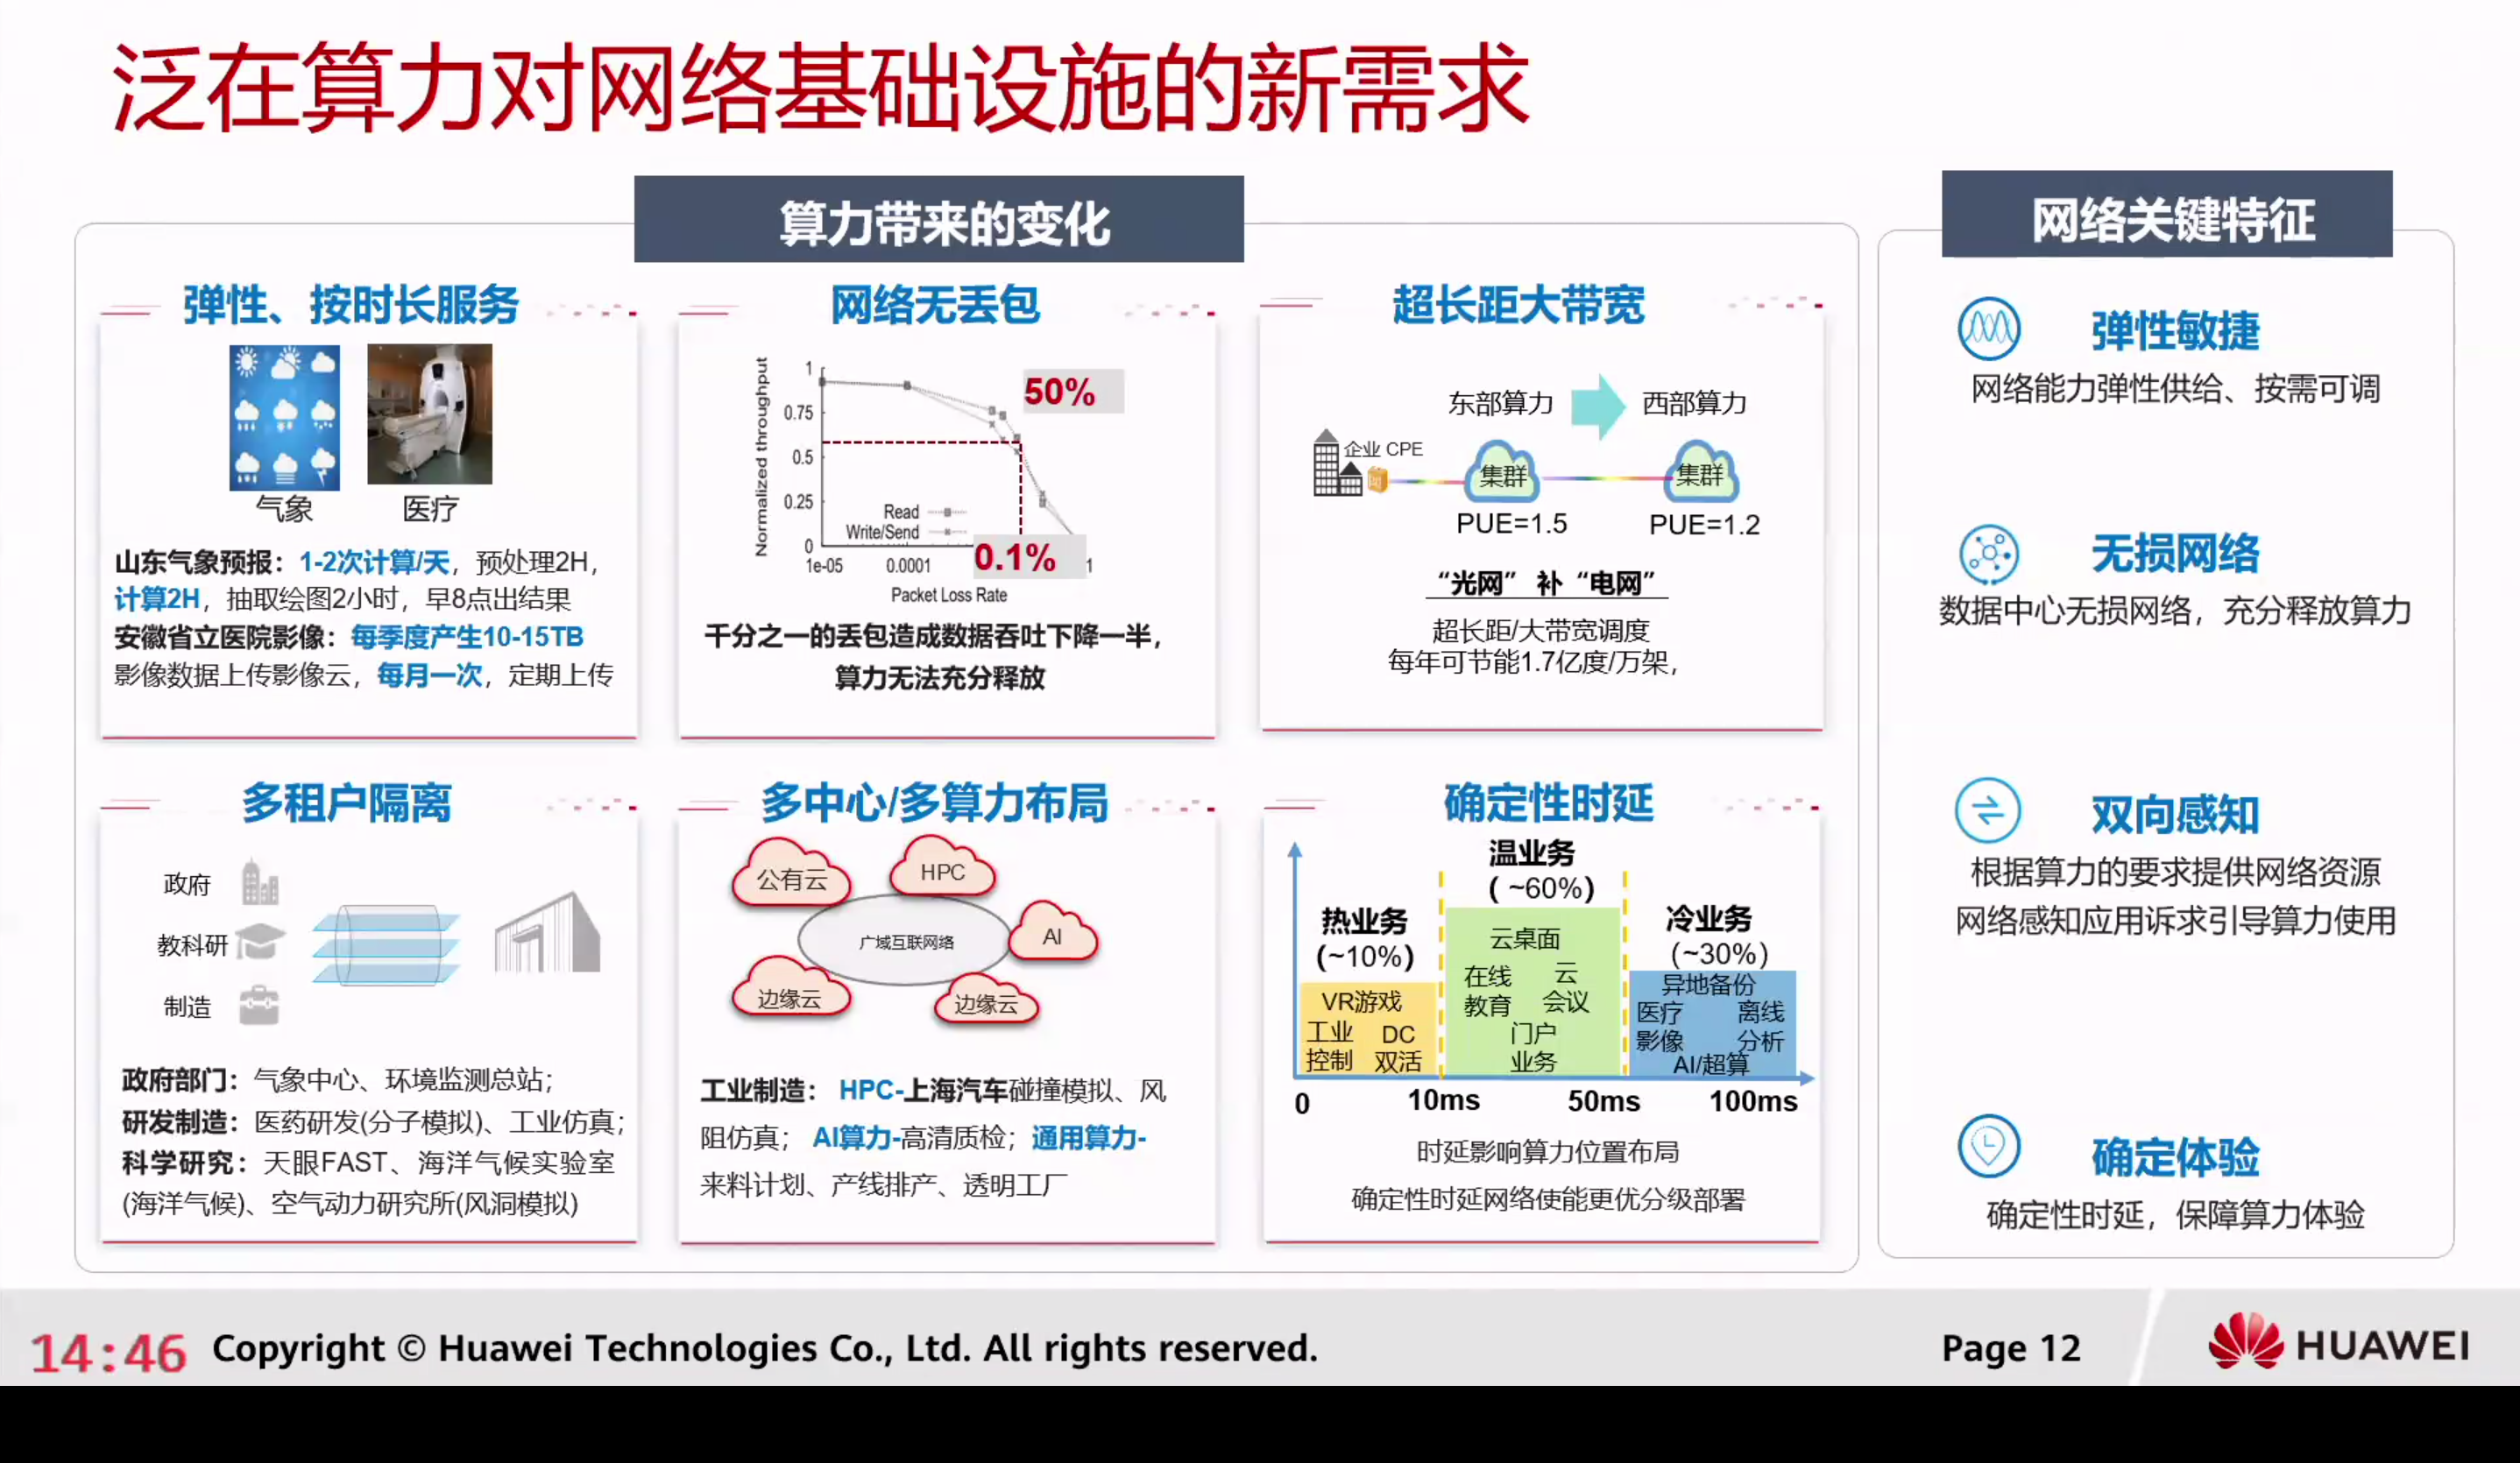 泛在算力对网络基础设施的新需求
算力带来的变化
弹性、按时长服务
气象
医疗
山东气象预报：1-2次计算/天，预处理2H，
计算2H，抽取绘图2小时，早8点出结果
安徽省立医院影像：每季度产生10-15TB
影像数据上传影像云，每月一次，定期上传
网络无丢包
Normalized throughput
1
0.75
0.5
0.25
0
50%
Read
Write/Send
1e-05
0.0001
0.1%
1
Packet Loss Rate
千分之一的丢包造成数据吞吐下降一半，
算力无法充分释放
超长距大带宽
东部算力
西部算力
企业 CPE
集群
集群
PUE=1.5
PUE=1.2
“光网” 补 “电网”
超长距/大带宽调度
每年可节能1.7亿度/万架，
多租户隔离
政府
教科研
制造
政府部门：气象中心、环境监测总站；
研发制造：医药研发(分子模拟)、工业仿真；
科学研究：天眼FAST、海洋气候实验室
(海洋气候)、空气动力研究所(风洞模拟)
多中心/多算力布局
公有云
HPC
AI
广域互联网络
边缘云
边缘云
工业制造： HPC-上海汽车碰撞模拟、风
阻仿真； AI算力-高清质检；通用算力-
来料计划、产线排产、透明工厂
确定性时延
热业务
(~10%)
VR游戏
工业
控制
DC
双活
温业务
( ~60%)
云桌面
在线
教育
云
会议
门户
业务
冷业务
(~30%)
异地备份
医疗
影像
离线
分析
AI/超算
0
10ms
50ms
100ms
时延影响算力位置布局
确定性时延网络使能更优分级部署
网络关键特征
弹性敏捷
网络能力弹性供给、按需可调
无损网络
数据中心无损网络，充分释放算力
双向感知
根据算力的要求提供网络资源
网络感知应用诉求引导算力使用
确定体验
确定性时延，保障算力体验
14:46
Copyright © Huawei Technologies Co., Ltd. All rights reserved.
Page 12
HUAWEI